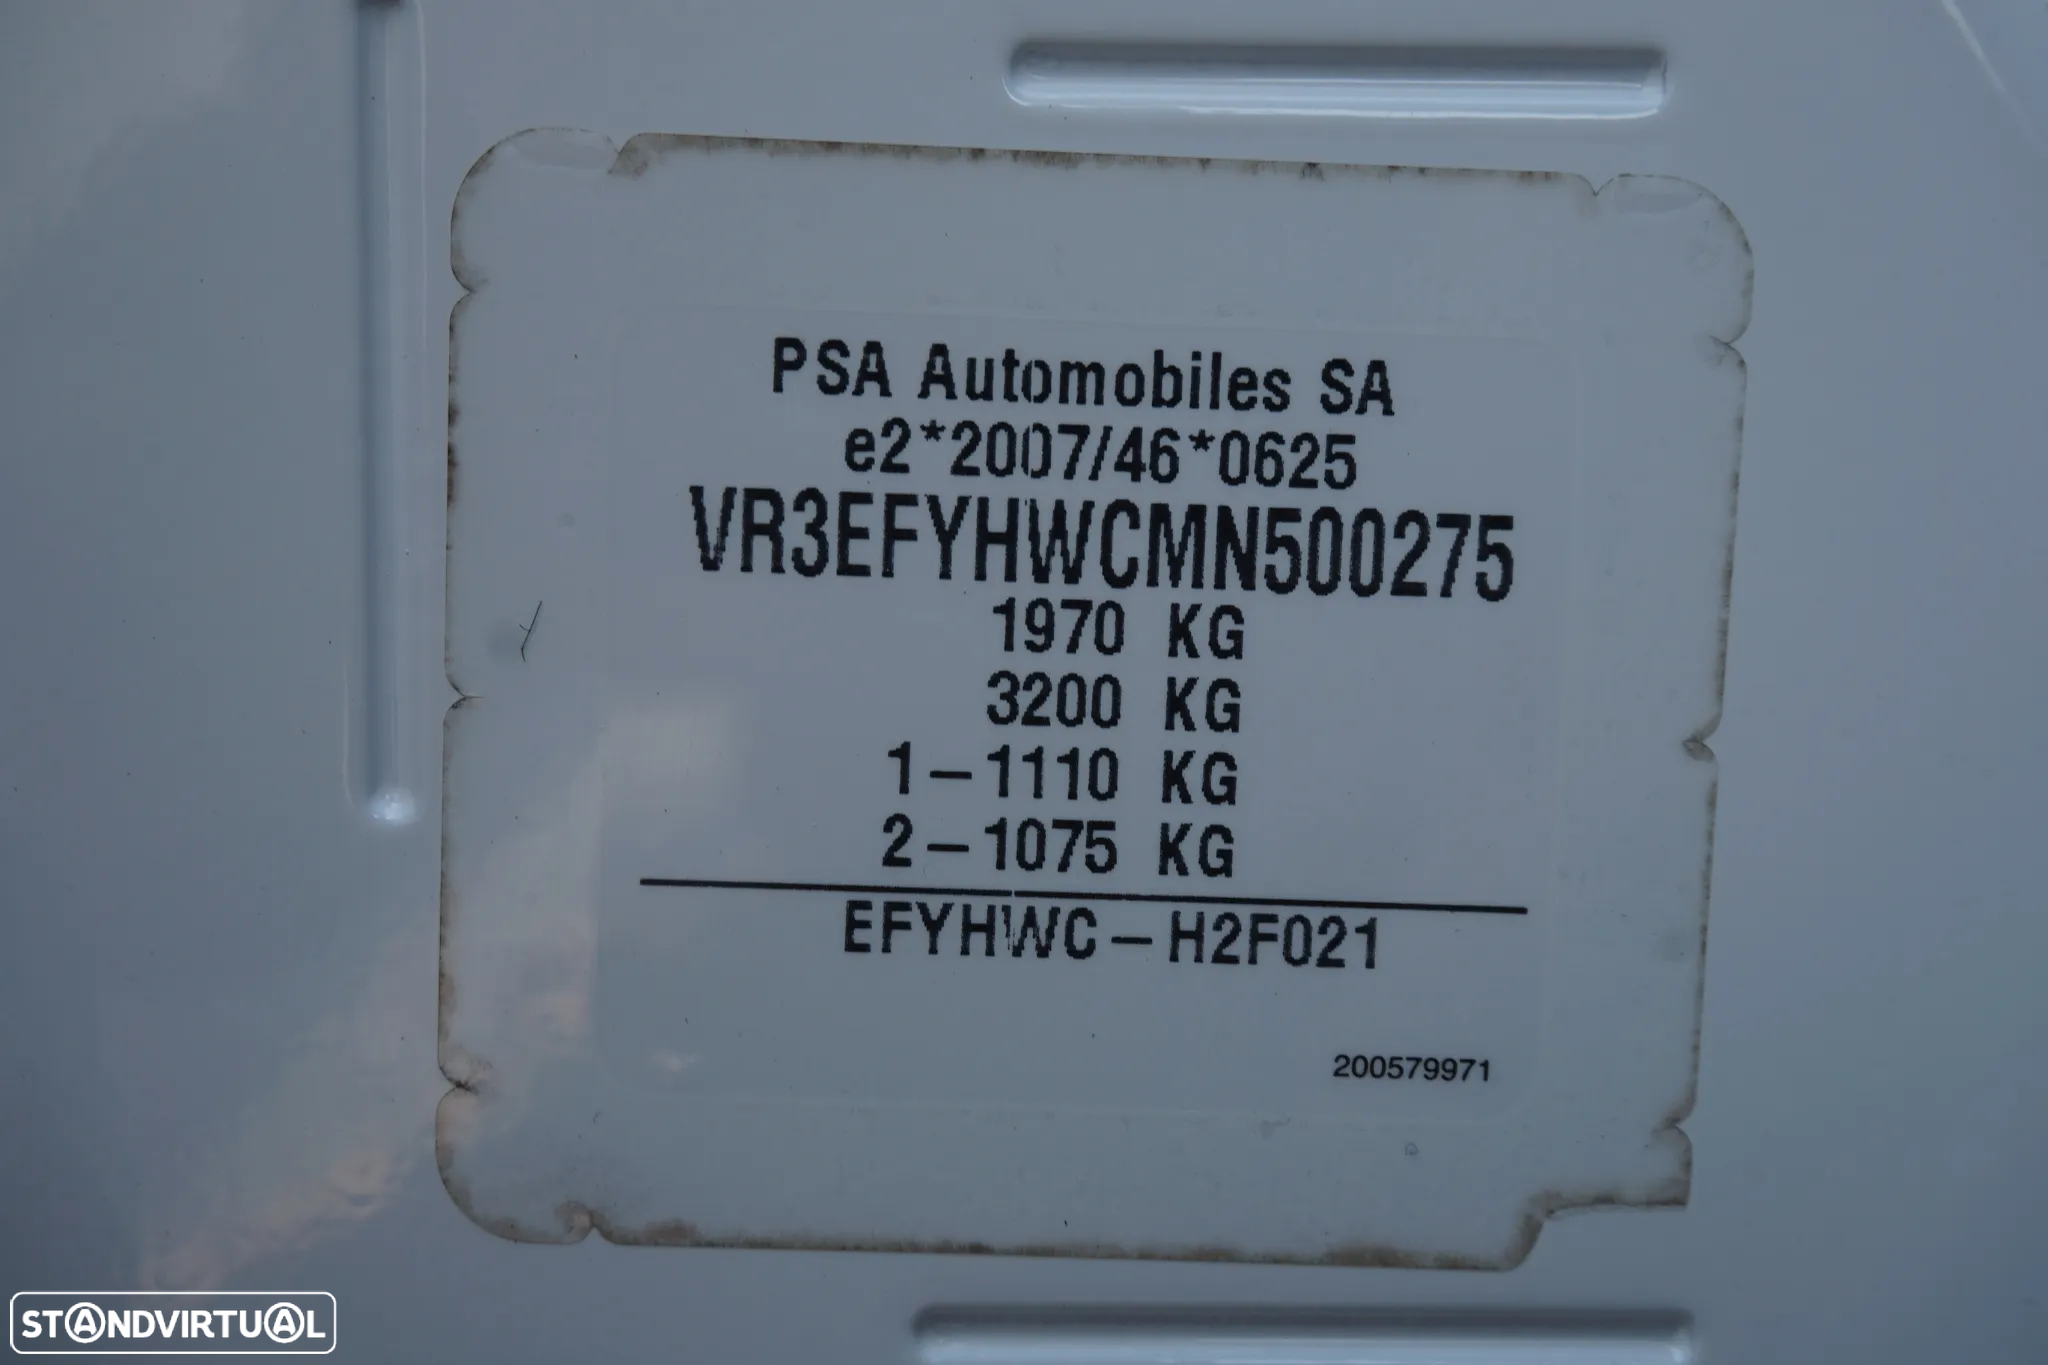 PSA Automobiles SA
e2*2007/46*0625
VR3EFYHWCMN500275
1970 KG
3200 KG
1-1110 KG
2-1075 KG
EFYHWC-H2F021
200579971
STANDVIRTUAL